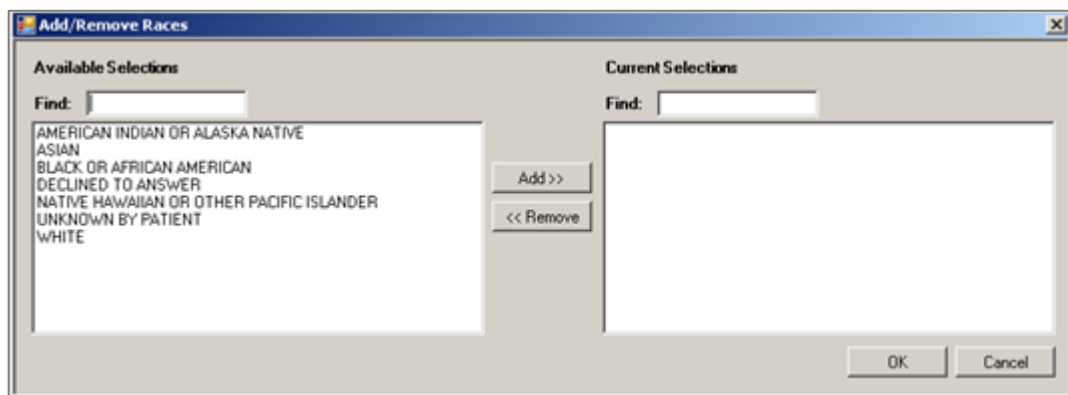 Add/Remove Races
Available Selections
Current Selections
Find:
Find:
AMERICAN INDIAN OR ALASKA NATIVE
ASIAN
BLACK OR AFRICAN AMERICAN
DECLINED TO ANSWER
NATIVE HAWAIIAN OR OTHER PACIFIC ISLANDER
UNKNOWN BY PATIENT
WHITE
Add >>
<< Remove
OK
Cancel